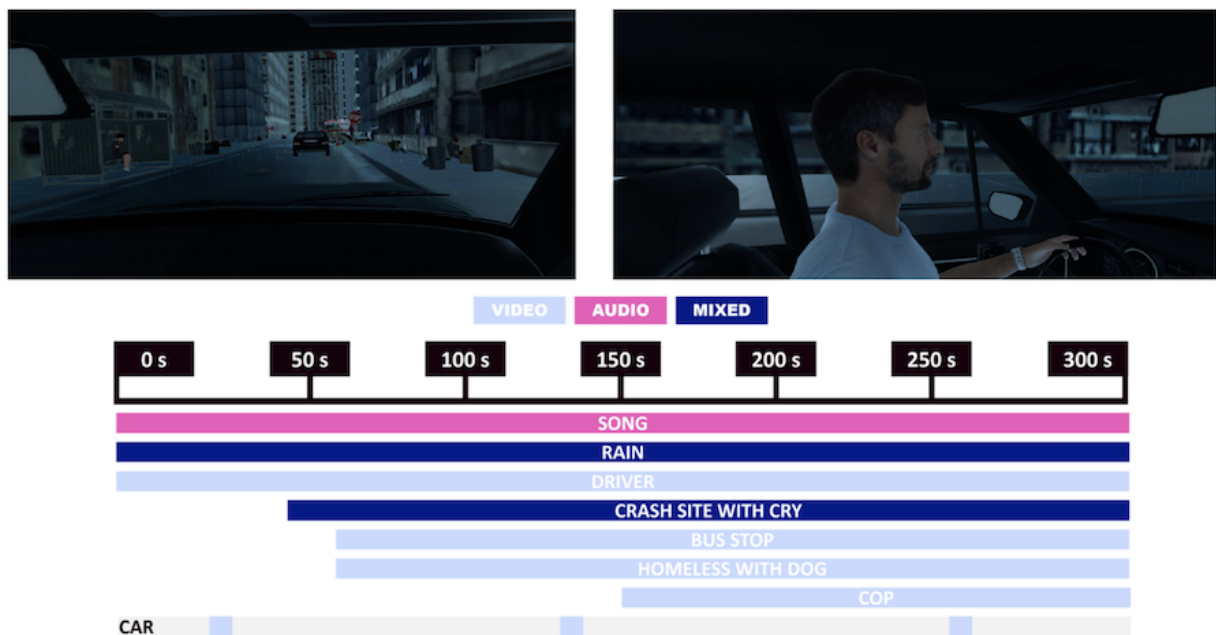 VIDEO AUDIO MIXED
0 s 50 s 100 s 150 s 200 s 250 s 300 s
SONG
RAIN
DRIVER
CRASH SITE WITH CRY
BUS STOP
HOMELESS WITH DOG
COP
CAR